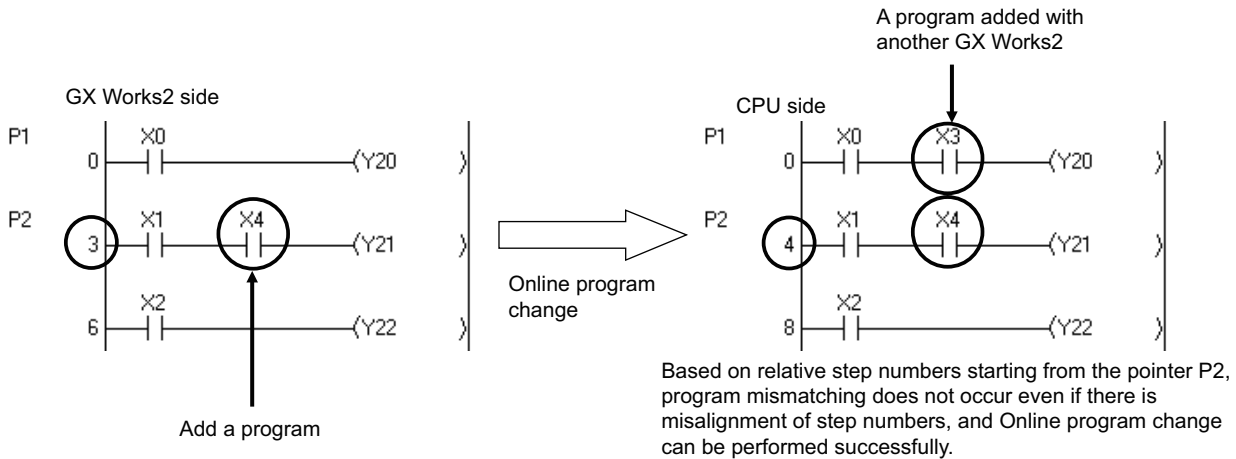 A program added with
another GX Works2
GX Works2 side
P1
X0
0
(Y20 )
P2
X1
X4
3
(Y21 )
X2
6
(Y22 )
Add a program
Online program
change
CPU side
P1
X0
X3
0
(Y20 )
P2
X1
X4
4
(Y21 )
X2
8
(Y22 )
Based on relative step numbers starting from the pointer P2,
program mismatching does not occur even if there is
misalignment of step numbers, and Online program change
can be performed successfully.